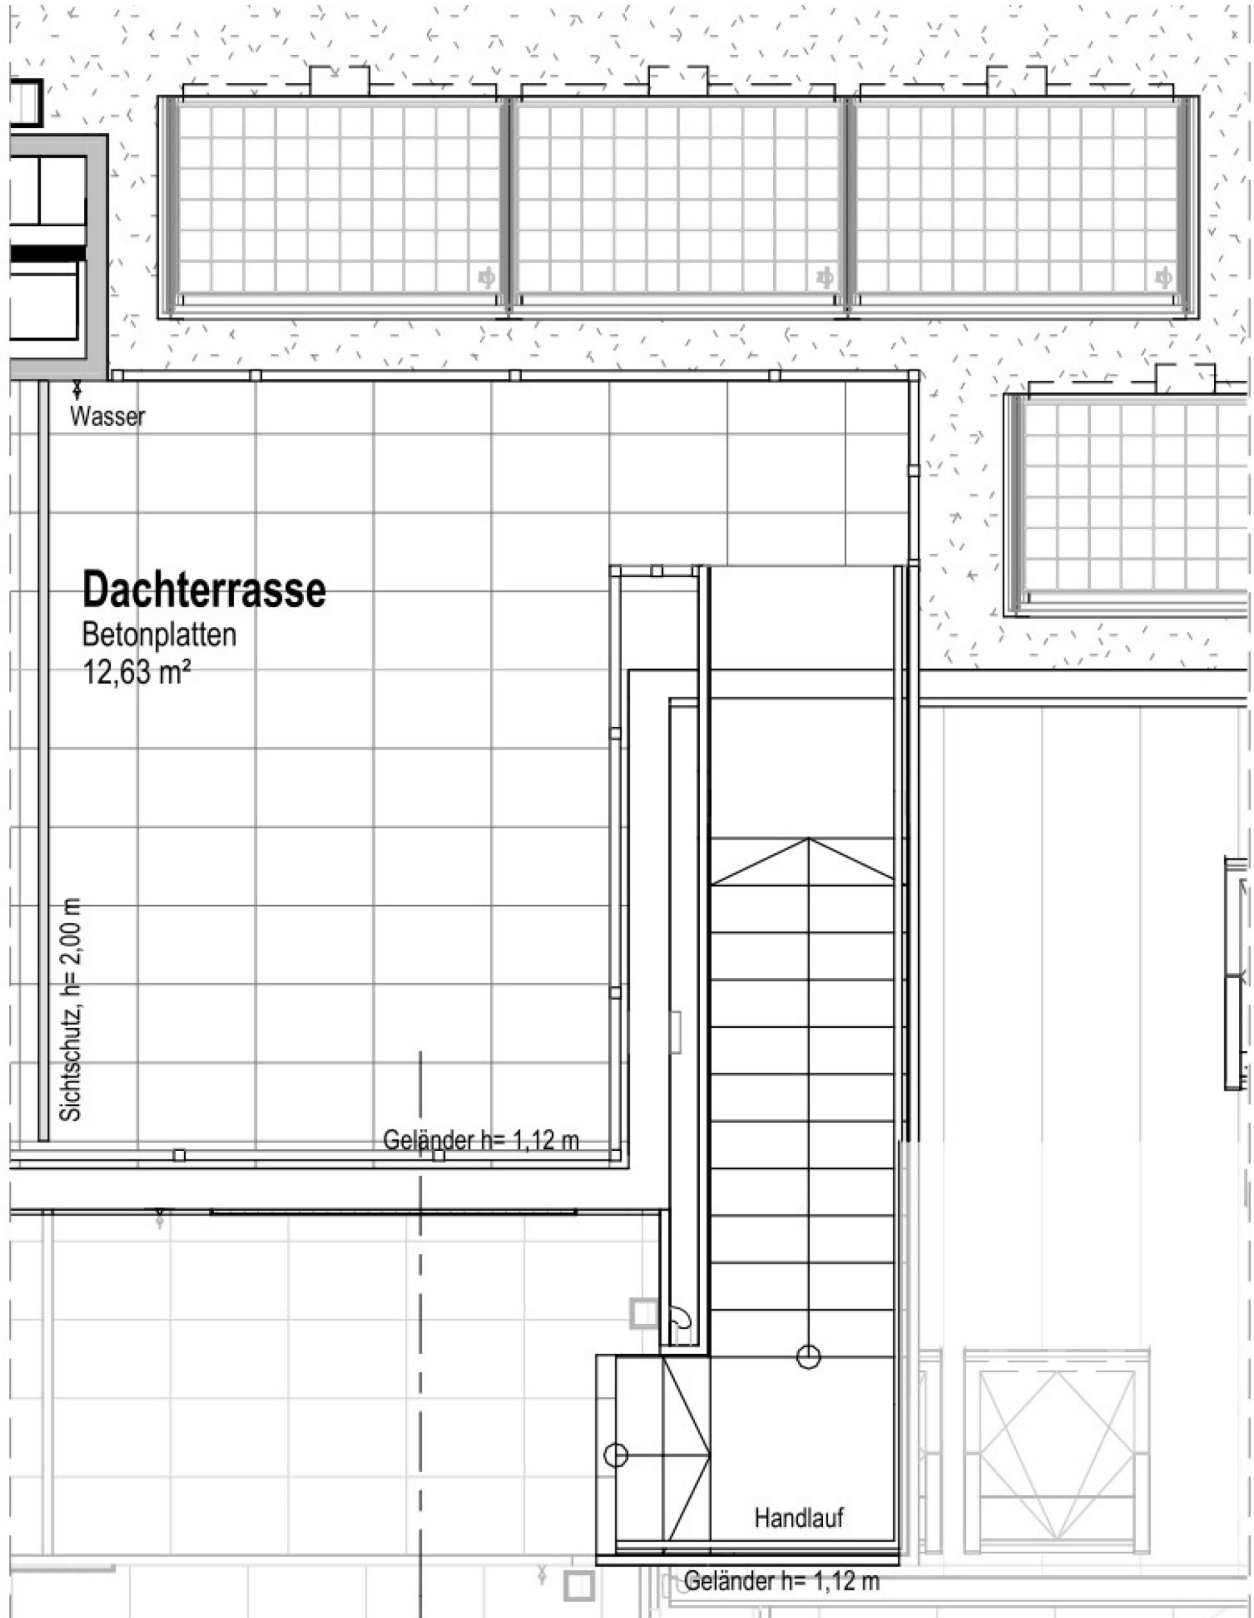 Wasser
Dachterrasse
Betonplatten
12,63 m²
Sichtschutz, h= 2,00 m
Geländer h= 1,12 m
Handlauf
Geländer h= 1,12 m